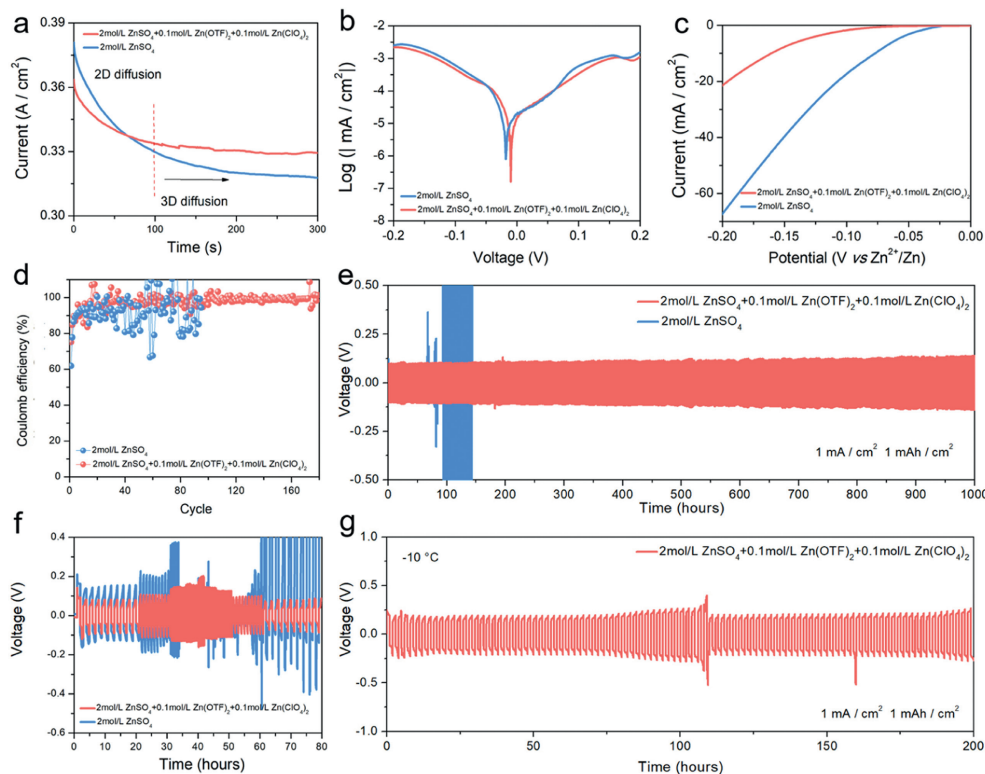 a
0.39
0.36
0.33
0.30
Current (A / cm²)
2mol/L ZnSO₄+0.1mol/L Zn(OTF)₂+0.1mol/L Zn(ClO₄)₂
2mol/L ZnSO₄
2D diffusion
3D diffusion
0 100 200 300
Time (s)
b
-2
-3
-4
-5
-6
-7
-8
Log (| mA / cm²|)
2mol/L ZnSO₄
2mol/L ZnSO₄+0.1mol/L Zn(OTF)₂+0.1mol/L Zn(ClO₄)₂
-0.2 -0.1 0.0 0.1 0.2
Voltage (V)
c
0
-20
-40
-60
Current (mA / cm²)
2mol/L ZnSO₄+0.1mol/L Zn(OTF)₂+0.1mol/L Zn(ClO₄)₂
2mol/L ZnSO₄
-0.20 -0.15 -0.10 -0.05 0.00
Potential (V vs Zn²⁺/Zn)
d
100
80
60
40
20
0
Coulomb efficiency (%)
2mol/L ZnSO₄
2mol/L ZnSO₄+0.1mol/L Zn(OTF)₂+0.1mol/L Zn(ClO₄)₂
0 40 80 120 160
Cycle
e
0.50
0.25
0.00
-0.25
-0.50
Voltage (V)
2mol/L ZnSO₄+0.1mol/L Zn(OTF)₂+0.1mol/L Zn(ClO₄)₂
2mol/L ZnSO₄
1 mA / cm² 1 mAh / cm²
0 100 200 300 400 500 600 700 800 900 1000
Time (hours)
f
0.4
0.2
0.0
-0.2
-0.4
-0.6
Voltage (V)
2mol/L ZnSO₄+0.1mol/L Zn(OTF)₂+0.1mol/L Zn(ClO₄)₂
2mol/L ZnSO₄
0 10 20 30 40 50 60 70 80
Time (hours)
g
1.0
0.5
0.0
-0.5
-1.0
Voltage (V)
-10 °C
2mol/L ZnSO₄+0.1mol/L Zn(OTF)₂+0.1mol/L Zn(ClO₄)₂
1 mA / cm² 1 mAh / cm²
0 50 100 150 200
Time (hours)